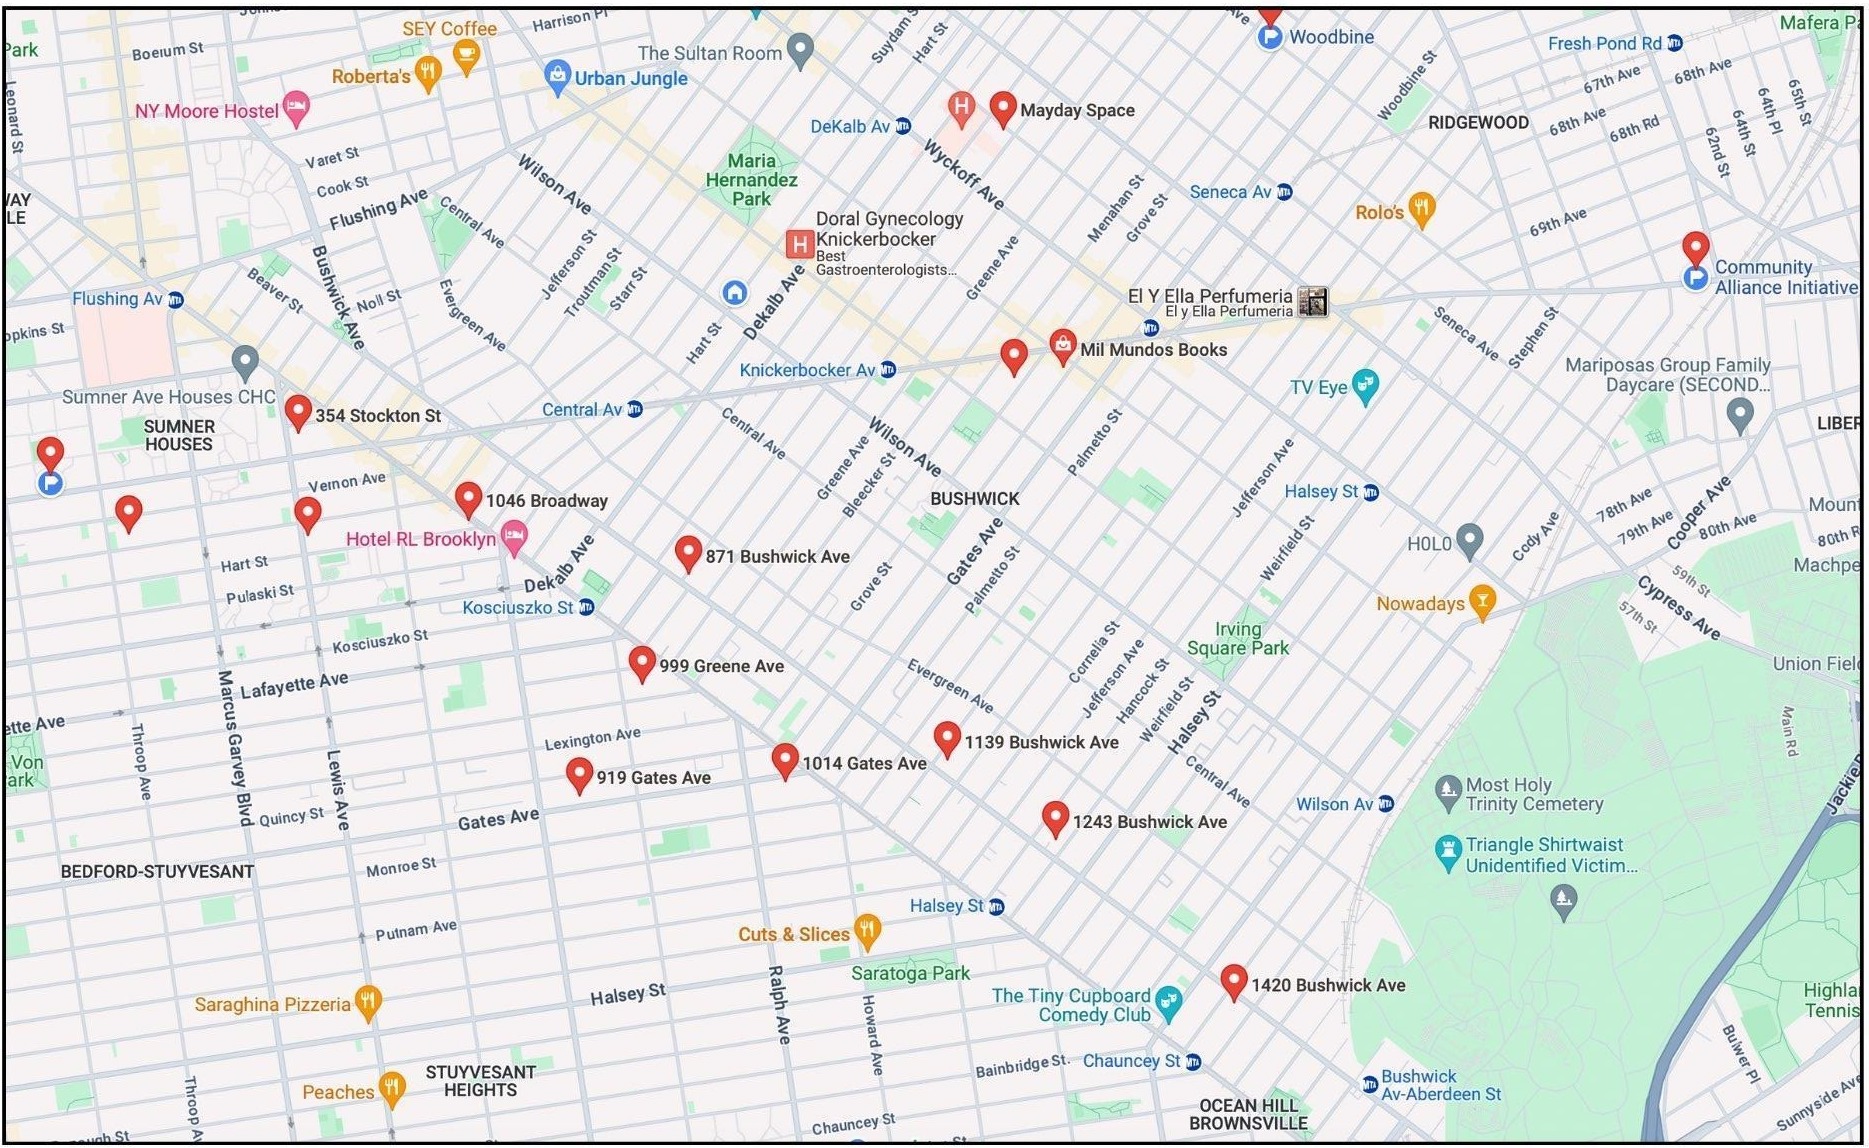 Boerum St
SEY Coffee
Harrison Pl
Suydam S
Hart St
Ave
Woodbine
Fresh Pond Rd
Mafera Pa
Park
Roberta's
Urban Jungle
The Sultan Room
NY Moore Hostel
Leonard St
DeKalb Av
Mayday Space
Woodbine St
RIDGEWOOD
67th Ave
68th Ave
68th Ave
68th Rd
64th Pl
65th St
64th St
62nd St
Varet St
Cook St
Flushing Ave
Wilson Ave
Maria
Hernandez
Park
Wyckoff Ave
Menahan St
Grove St
Seneca Av
Rolo's
69th Ave
WAY
LE
Central Ave
Bushwick Ave
Jefferson St
Troutman St
Starr St
Doral Gynecology
Knickerbocker
Best
Gastroenterologists...
Greene Ave
Community
Alliance Initiative
Beaver St
Noll St
Flushing Av
Evergreen Ave
Dekalb Ave
El Y Ella Perfumeria
El y Ella Perfumeria
Seneca Ave
Stephen St
opkins St
Hart St
Knickerbocker Av
Mil Mundos Books
Sumner Ave Houses CHC
TV Eye
Mariposas Group Family
Daycare (SECOND...
354 Stockton St
Central Av
SUMNER
HOUSES
Central Ave
Wilson Ave
Greene Ave
Bleecker St
Palmetto St
Jefferson Ave
LIBER
Vernon Ave
1046 Broadway
BUSHWICK
Halsey St
78th Ave
79th Ave
Cooper Ave
80th Ave
Mount
80th R
Hotel RL Brooklyn
871 Bushwick Ave
Gates Ave
Palmetto St
Weirfield St
H0L0
Cody Ave
Machpe
Hart St
Pulaski St
Dekalb Ave
Kosciuszko St
Grove St
Nowadays
59th St
57th St
Cypress Ave
Kosciuszko St
Irving
Square Park
Cornelia St
Jefferson Ave
Hancock St
Weirfield St
Halsey St
Union Field
999 Greene Ave
Lafayette Ave
Evergreen Ave
ette Ave
Marcus Garvey Blvd
Throop Ave
Lewis Ave
Lexington Ave
1139 Bushwick Ave
Main Rd
Von
ark
919 Gates Ave
1014 Gates Ave
Central Ave
Most Holy
Trinity Cemetery
Wilson Av
Quincy St
Gates Ave
1243 Bushwick Ave
Triangle Shirtwaist
Unidentified Victim...
BEDFORD-STUYVESANT
Monroe St
Halsey St
Putnam Ave
Cuts & Slices
Saratoga Park
1420 Bushwick Ave
Saraghina Pizzeria
Halsey St
Ralph Ave
Howard Ave
The Tiny Cupboard
Comedy Club
Highlan
Tennis
Bainbridge St.
Chauncey St
Bulwer Pl
STUYVESANT
HEIGHTS
Peaches
Throop Av
Bushwick
Av-Aberdeen St
OCEAN HILL
BROWNSVILLE
Chauncey St
Sunnyside Ave